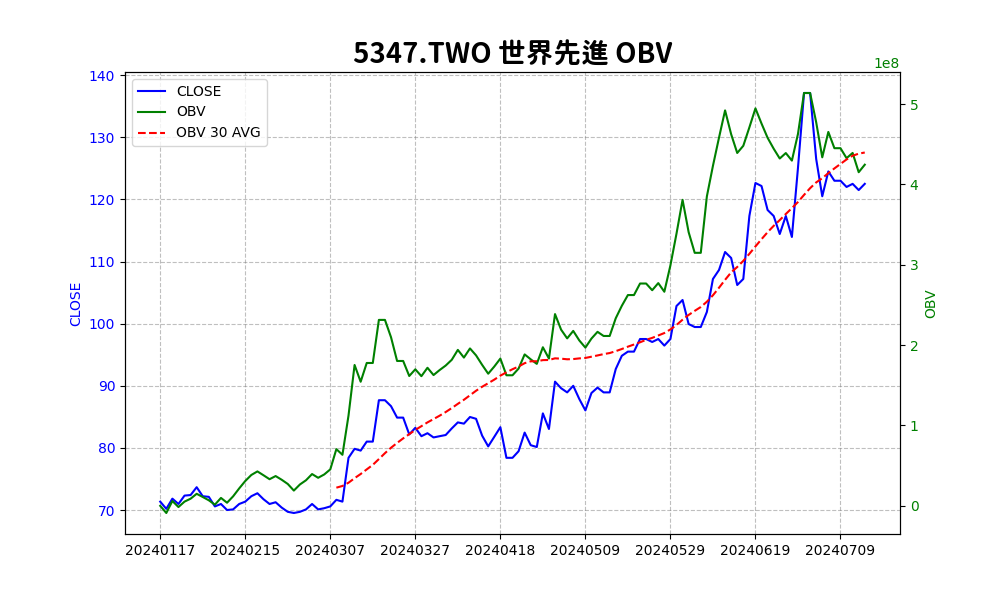 5347.TWO 世界先進 OBV
1e8
CLOSE
OBV
OBV 30 AVG
140
130
120
110
100
90
80
70
CLOSE
5
4
3
2
1
0
OBV
20240117 20240215 20240307 20240327 20240418 20240509 20240529 20240619 20240709